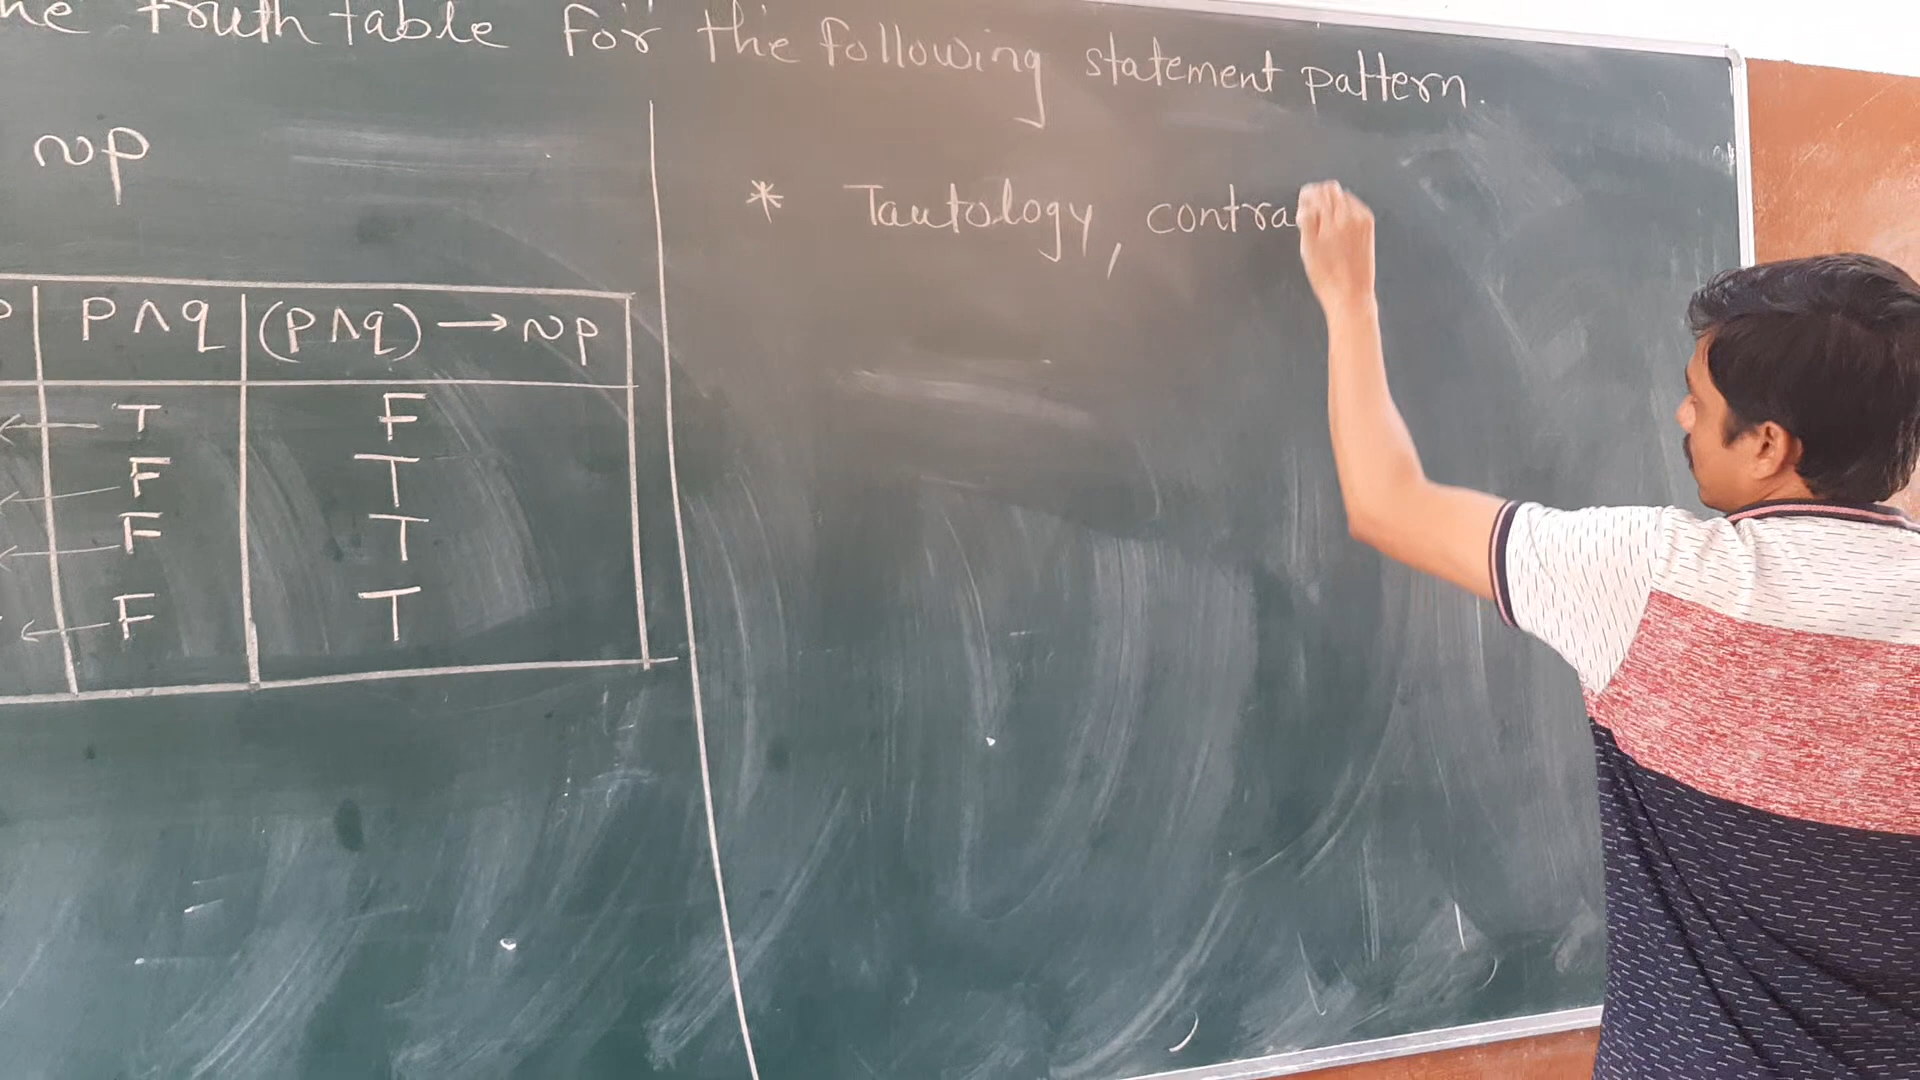 he truth table for the following statement pattern.
~p
* Tautology, contra
p∧q (p∧q) → ~p
T F
F T
F T
F T